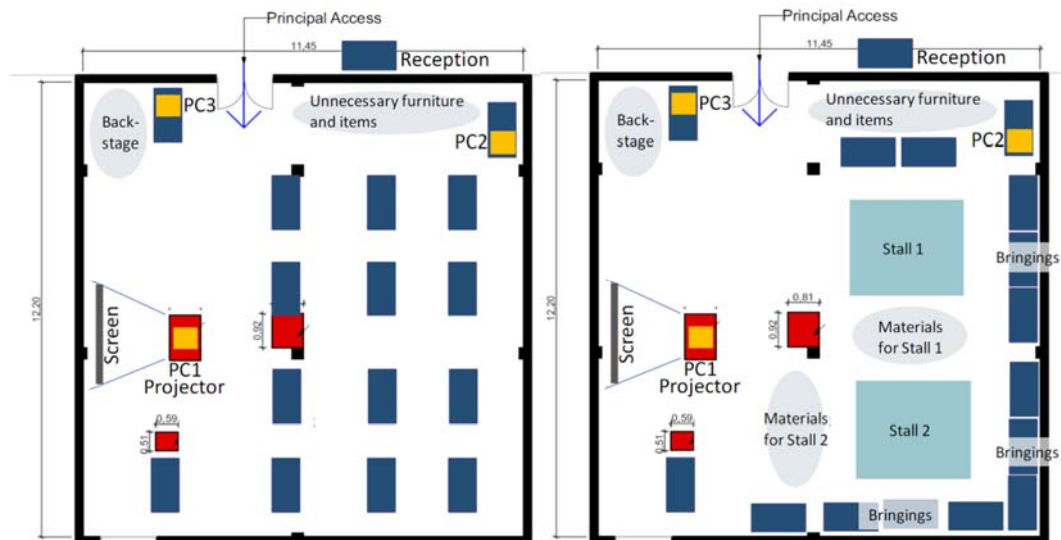 Principal Access
11,45
Reception
PC3
Back-
stage
Unnecessary furniture
and items
PC2
12,20
Screen
0,92
PC1
Projector
0,59
0,51
Principal Access
11,45
Reception
PC3
Back-
stage
Unnecessary furniture
and items
PC2
12,20
Stall 1
Bringings
0,81
0,92
Screen
Materials
for Stall 1
PC1
Projector
0,59
0,51
Materials
for Stall 2
Stall 2
Bringings
Bringings